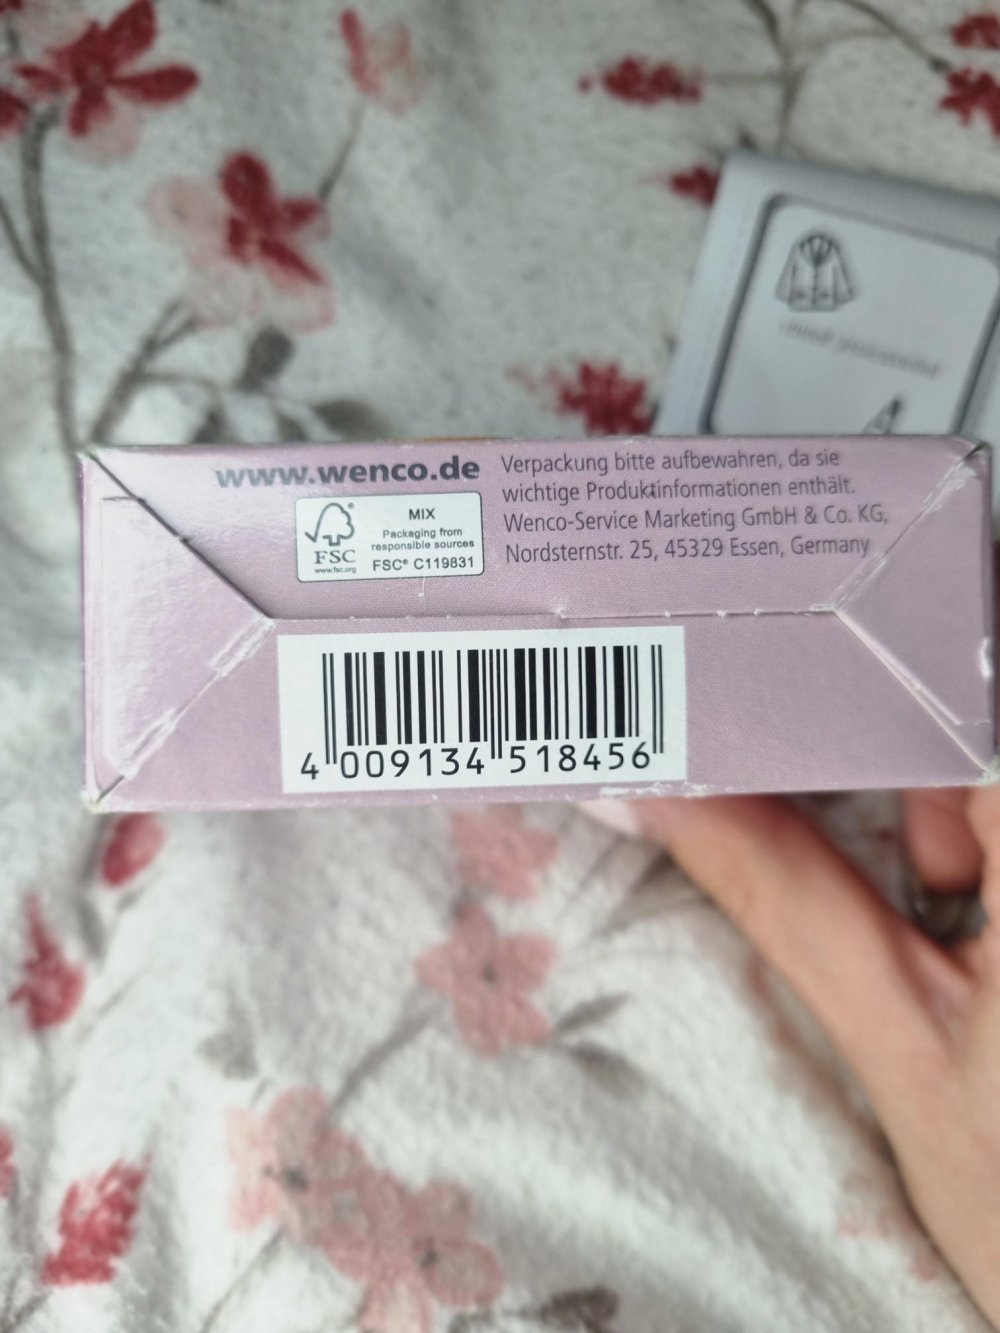 www.wenco.de
FSC
www.fsc.org
MIX
Packaging from
responsible sources
FSC® C119831
Verpackung bitte aufbewahren, da sie
wichtige Produktinformationen enthält.
Wenco-Service Marketing GmbH & Co. KG,
Nordsternstr. 25, 45329 Essen, Germany
4 009134 518456